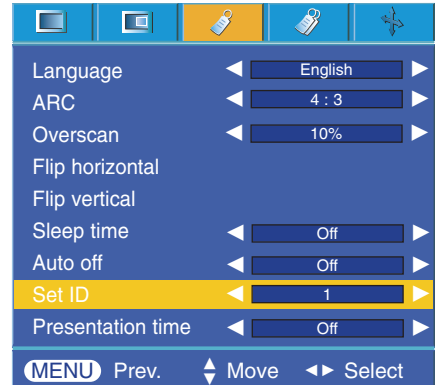 Language English
ARC 4 : 3
Overscan 10%
Flip horizontal
Flip vertical
Sleep time Off
Auto off Off
Set ID 1
Presentation time Off
MENU Prev. Move Select